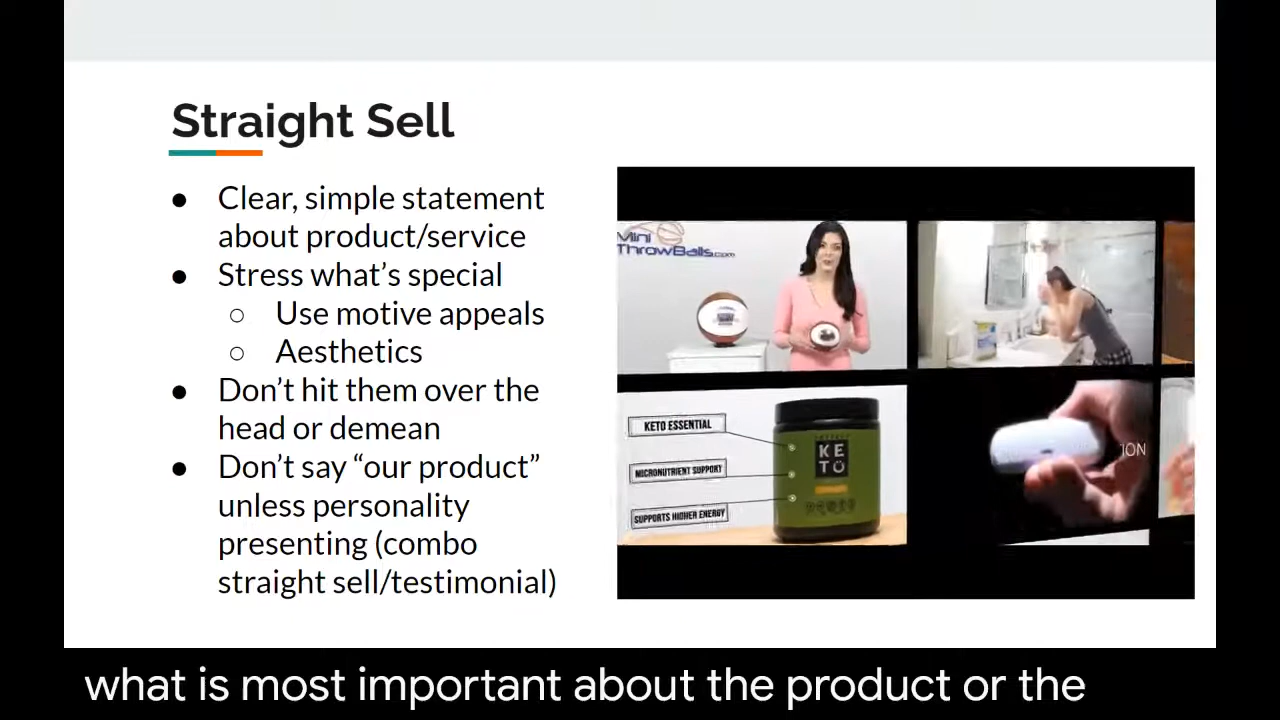 Straight Sell
● Clear, simple statement
about product/service
● Stress what's special
○ Use motive appeals
○ Aesthetics
● Don't hit them over the
head or demean
● Don't say “our product”
unless personality
presenting (combo
straight sell/testimonial)
Mini
ThrowBalls.com
KETO ESSENTIAL
MICRONUTRIENT SUPPORT
SUPPORTS HIGHER ENERGY
KE
TO
ION
what is most important about the product or the